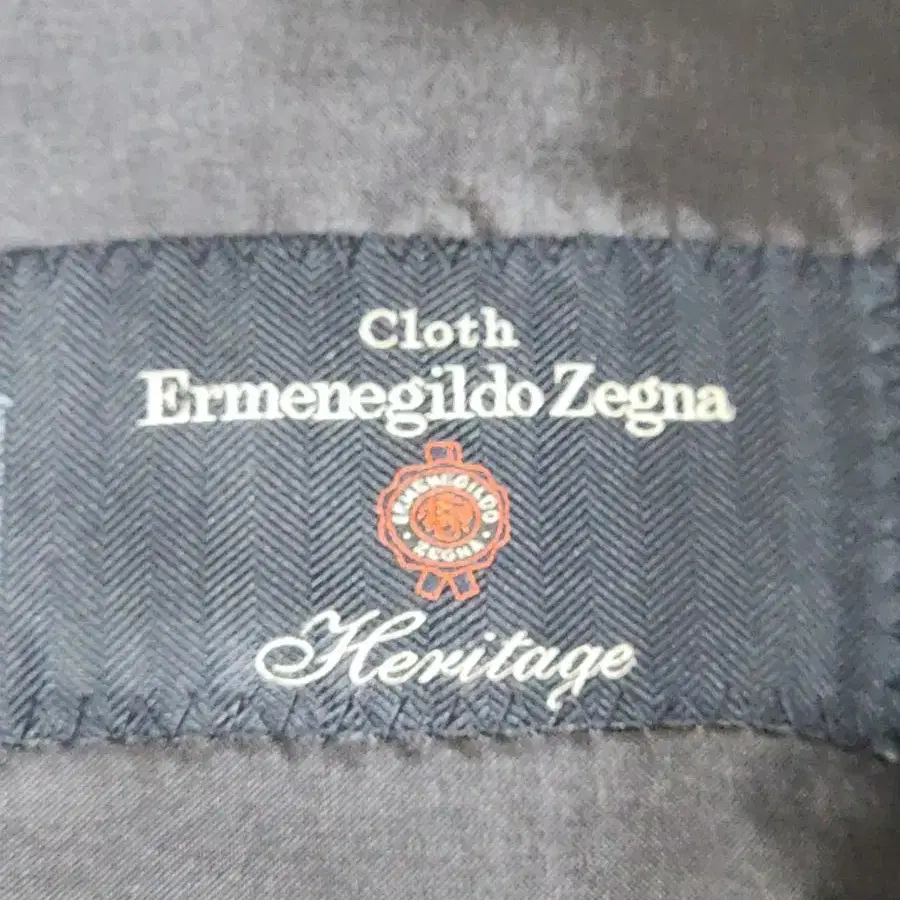 Cloth
Ermenegildo Zegna
ERMENEGILDO
ZEGNA
Heritage